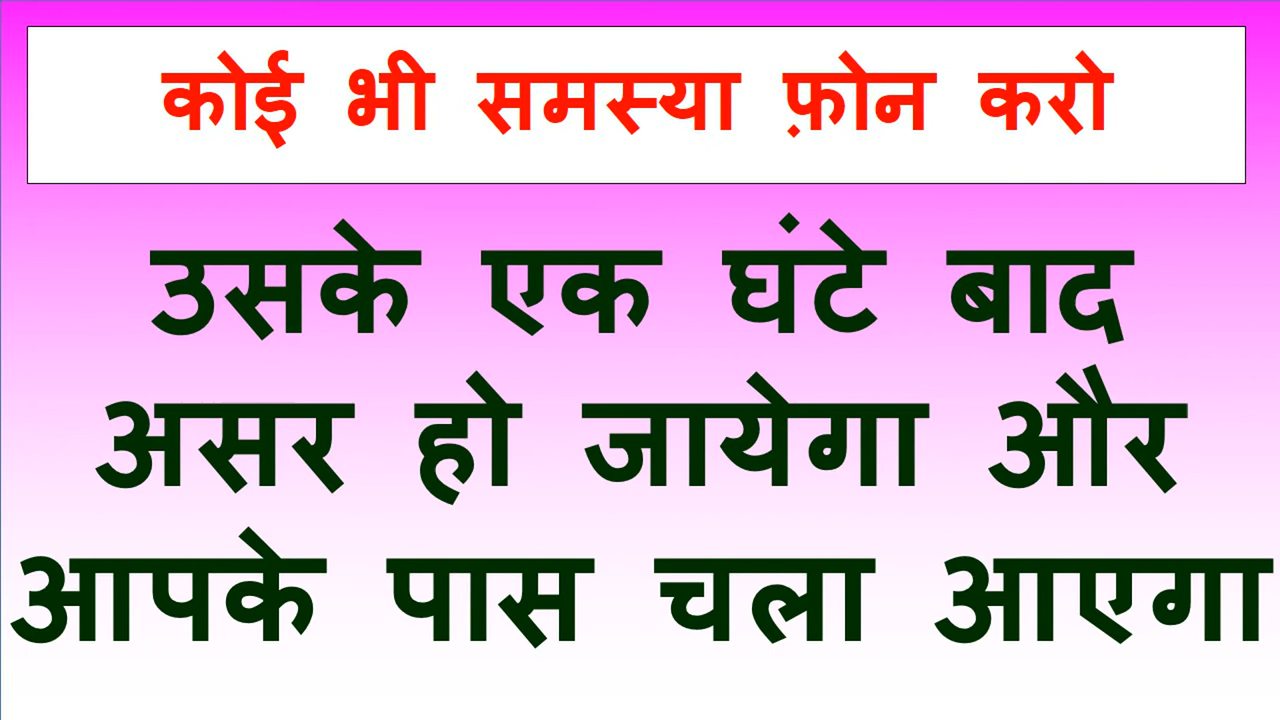 कोई भी समस्या फ़ोन करो
उसके एक घंटे बाद
असर हो जायेगा और
आपके पास चला आएगा